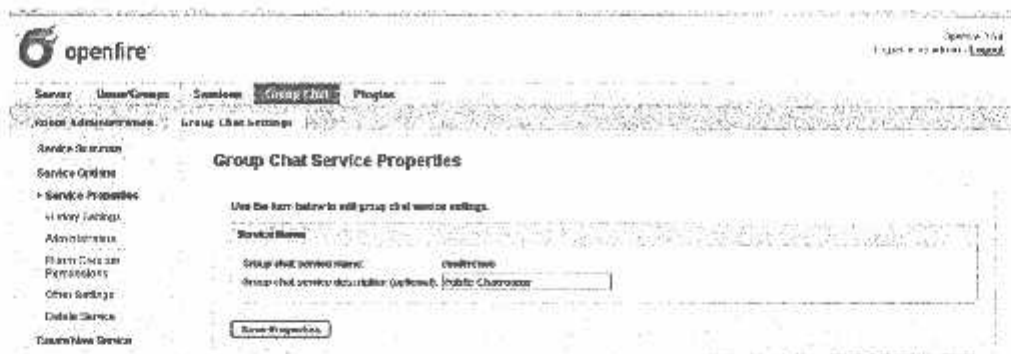 openfire
Logout
Server Users/Groups Sessions Group Chat Plugins
Room Administration Group Chat Settings
Service Summary
Group Chat Service Properties
Service Options
Service Properties
Use the form below to edit group chat service settings.
History Settings
Service Name
Administrators
Group chat service name:
Room Creation
Permissions
Group chat service description (optional): Public Chatrooms
Other Settings
Delete Service
Save Properties
Create New Service